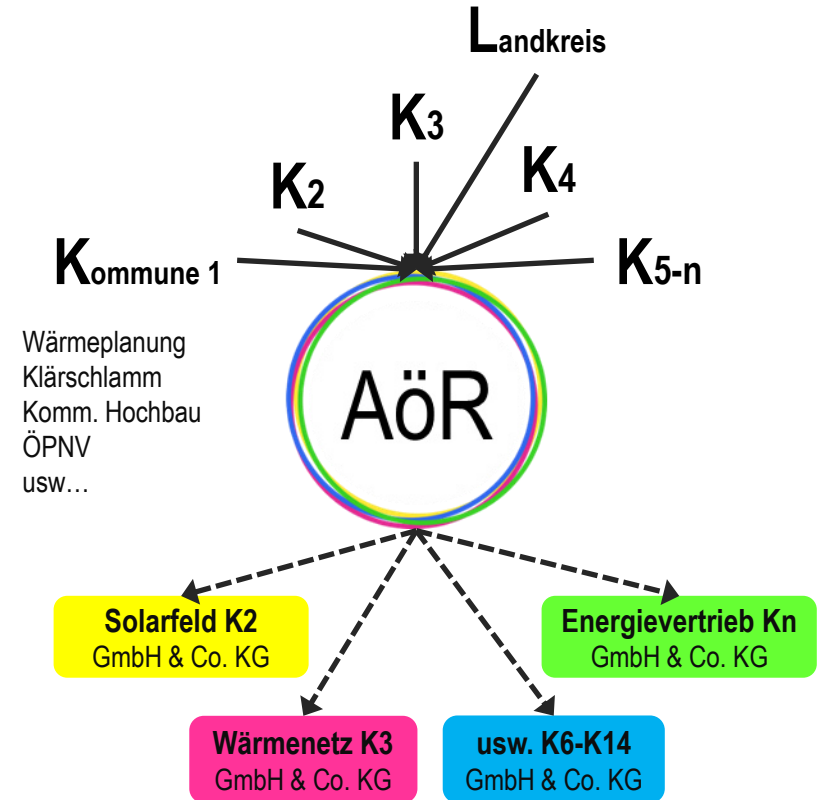 Landkreis
K3
K2
K4
Kommune 1
K5-n
Wärmeplanung
Klärschlamm
Komm. Hochbau
ÖPNV
usw…
AöR
Solarfeld K2
GmbH & Co. KG
Energievertrieb Kn
GmbH & Co. KG
Wärmenetz K3
GmbH & Co. KG
usw. K6-K14
GmbH & Co. KG